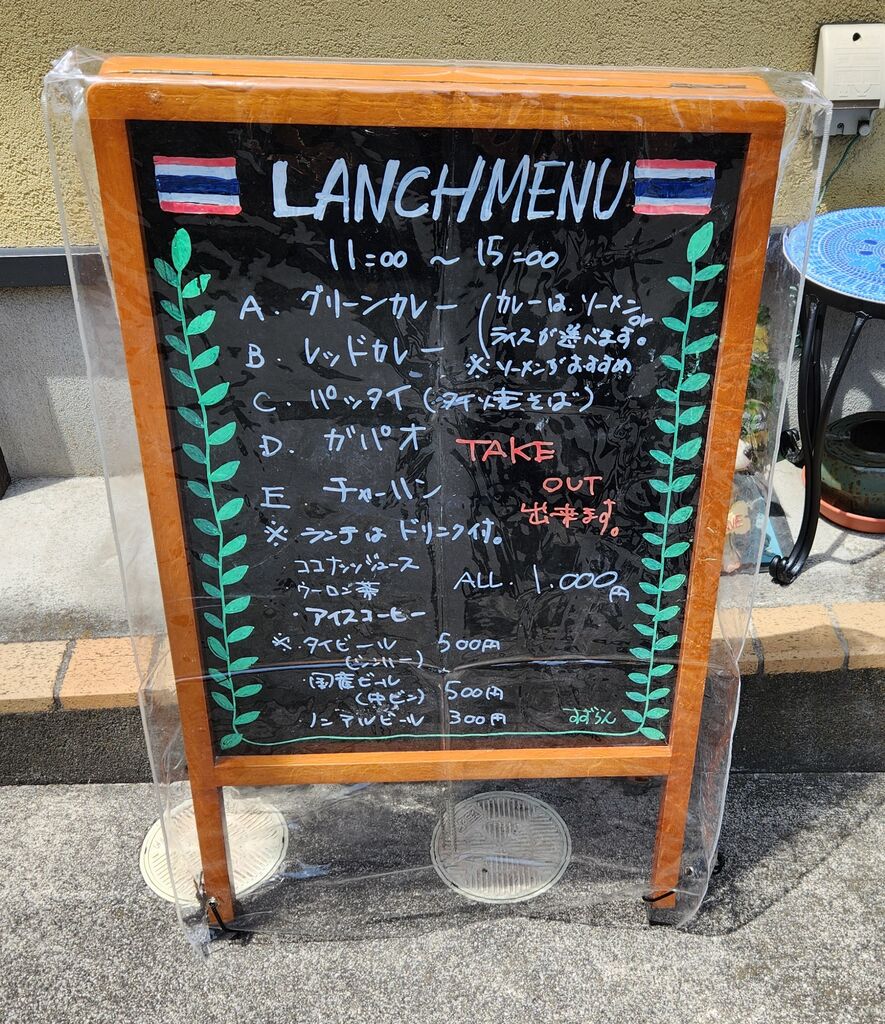 LANCHMENU
11:00 ~ 15:00
A. グリーンカレー (カレーは、ソーメン or
ライスが選べます。
B. レッドカレー ※ソーメンがおすすめ
C. パッタイ (タイ焼そば)
D. ガパオ
TAKE
E. チャーハン
OUT
出来ます。
※ランチはドリンク付。
・ココナッツジュース
・ウーロン茶
ALL. 1.000円
・アイスコーヒー
※・タイビール 500円
(シンハー)
・国産ビール
(中ビン) 500円
・ノンアルビール 300円
すずらん